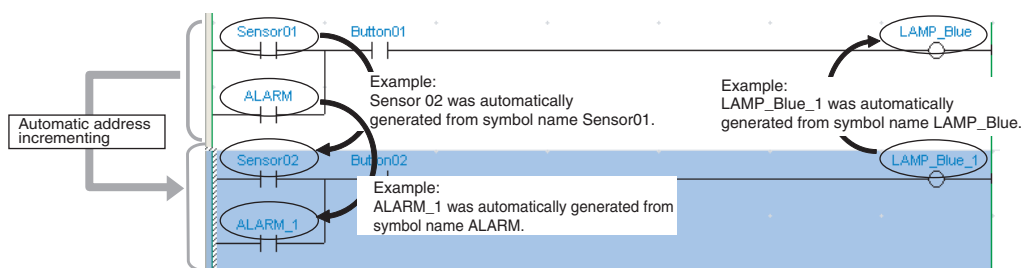 Sensor01
Button01
LAMP_Blue
Example:
Sensor 02 was automatically
generated from symbol name Sensor01.
Example:
LAMP_Blue_1 was automatically
generated from symbol name LAMP_Blue.
ALARM
Automatic address
incrementing
Sensor02
Button02
LAMP_Blue_1
Example:
ALARM_1 was automatically generated from
symbol name ALARM.
ALARM_1